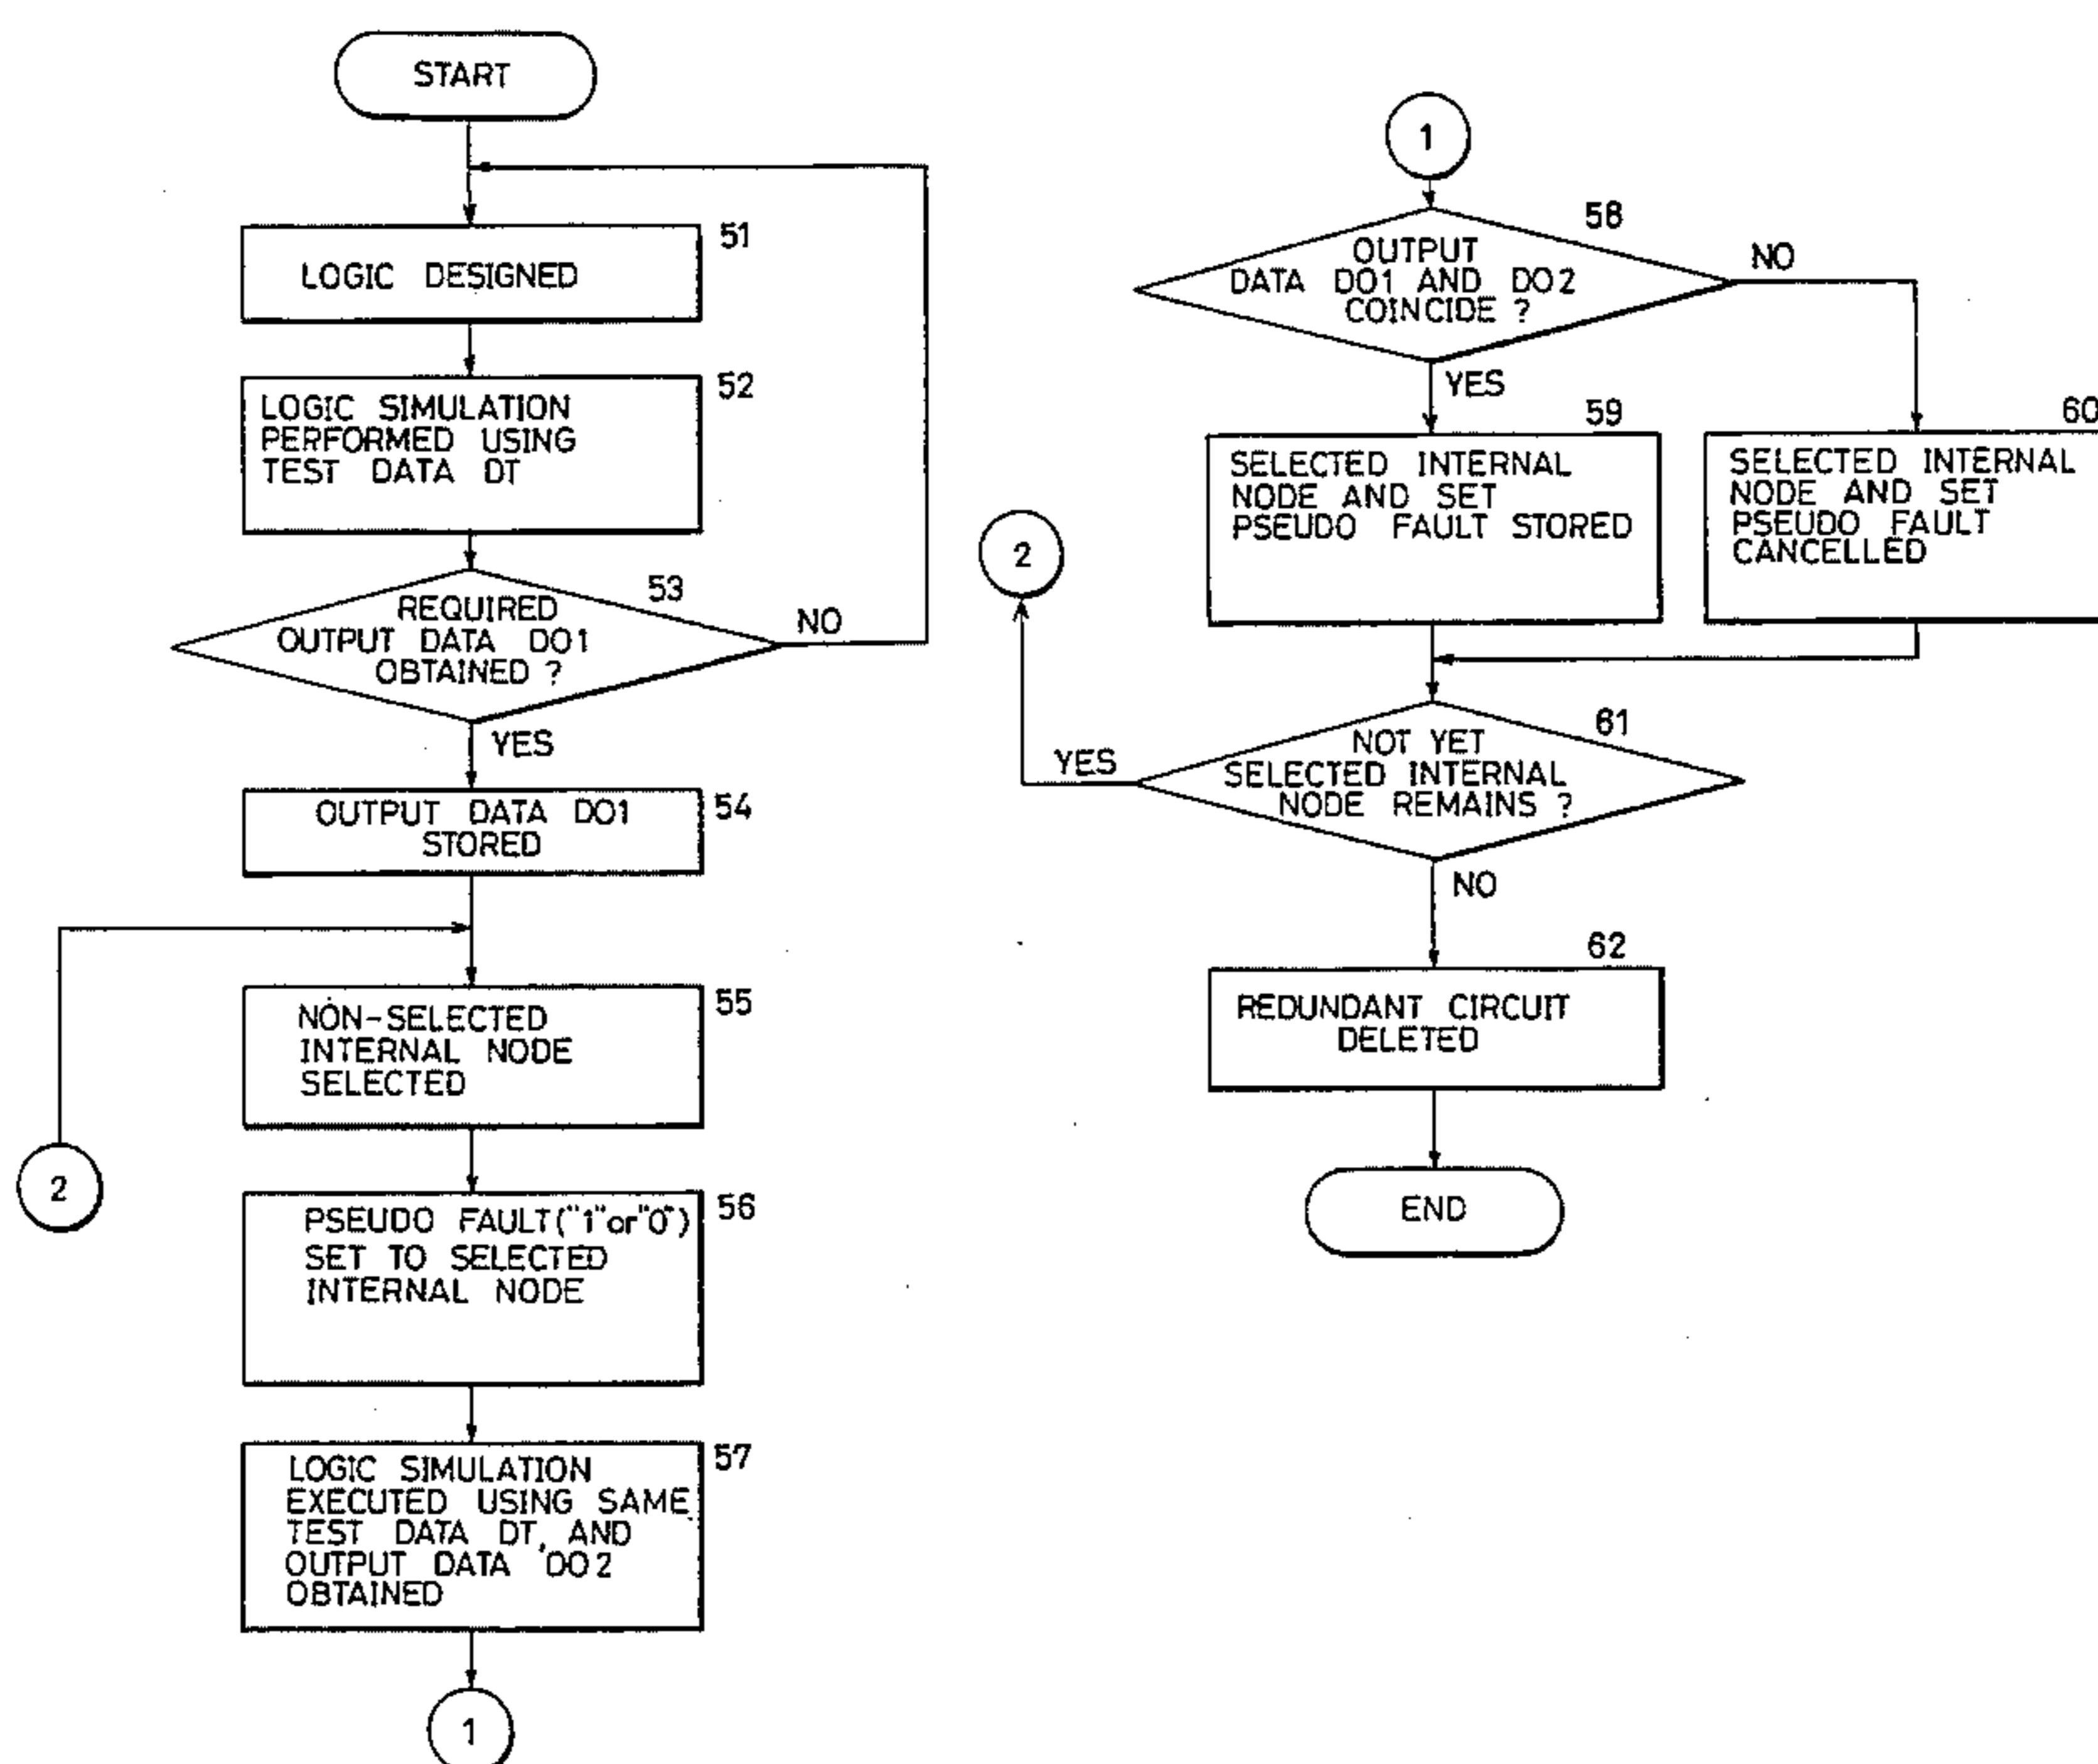 START
51
LOGIC DESIGNED
52
LOGIC SIMULATION
PERFORMED USING
TEST DATA DT
53
REQUIRED
OUTPUT DATA DO1
OBTAINED ?
NO
YES
54
OUTPUT DATA DO1
STORED
55
NON-SELECTED
INTERNAL NODE
SELECTED
2
56
PSEUDO FAULT("1"or"0")
SET TO SELECTED
INTERNAL NODE
57
LOGIC SIMULATION
EXECUTED USING SAME
TEST DATA DT, AND
OUTPUT DATA DO2
OBTAINED
1
1
58
OUTPUT
DATA DO1 AND DO2
COINCIDE ?
NO
YES
59
SELECTED INTERNAL
NODE AND SET
PSEUDO FAULT STORED
60
SELECTED INTERNAL
NODE AND SET
PSEUDO FAULT
CANCELLED
2
61
NOT YET
SELECTED INTERNAL
NODE REMAINS ?
YES
NO
62
REDUNDANT CIRCUIT
DELETED
END